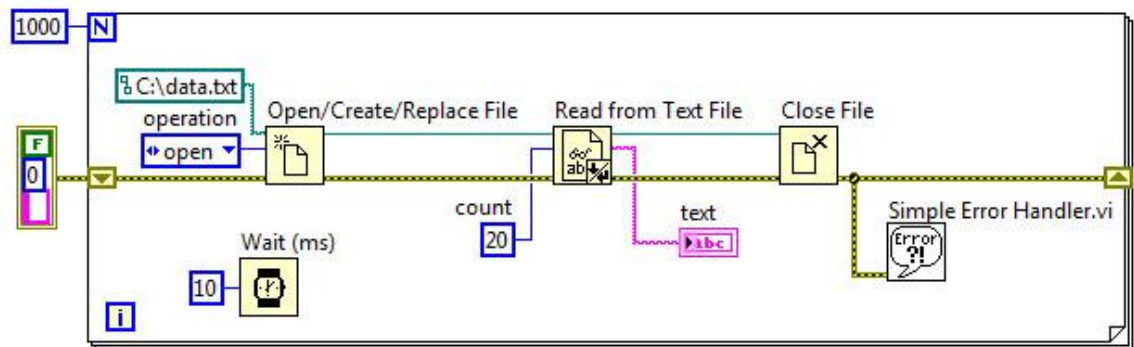 1000
N
C:\data.txt
operation
open
Open/Create/Replace File
Read from Text File
Close File
F
0
ab
count
20
text
abc
Simple Error Handler.vi
Error
?!
Wait (ms)
10
i